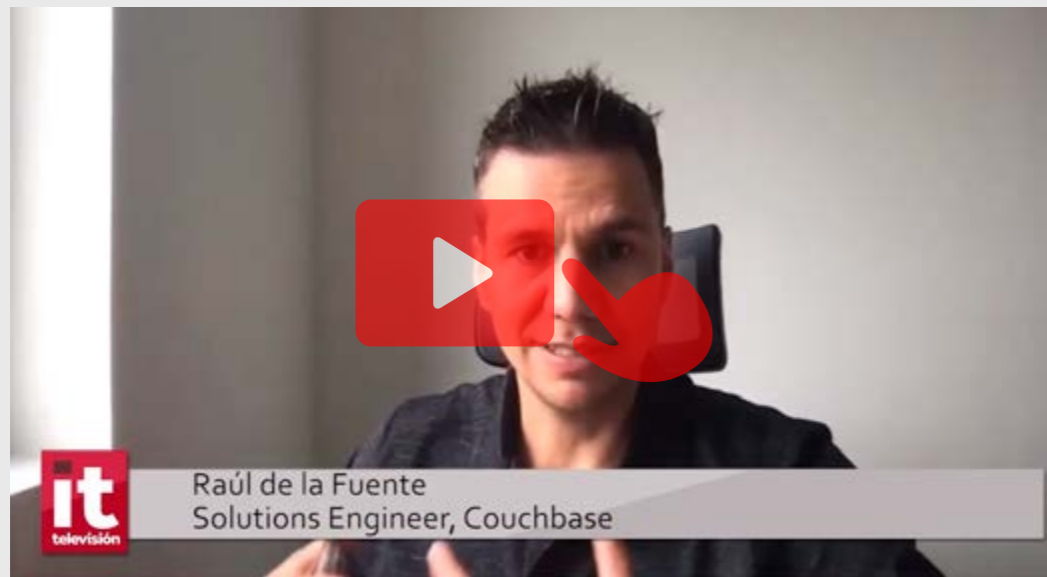 Raúl de la Fuente
Solutions Engineer, Couchbase
it
televisión